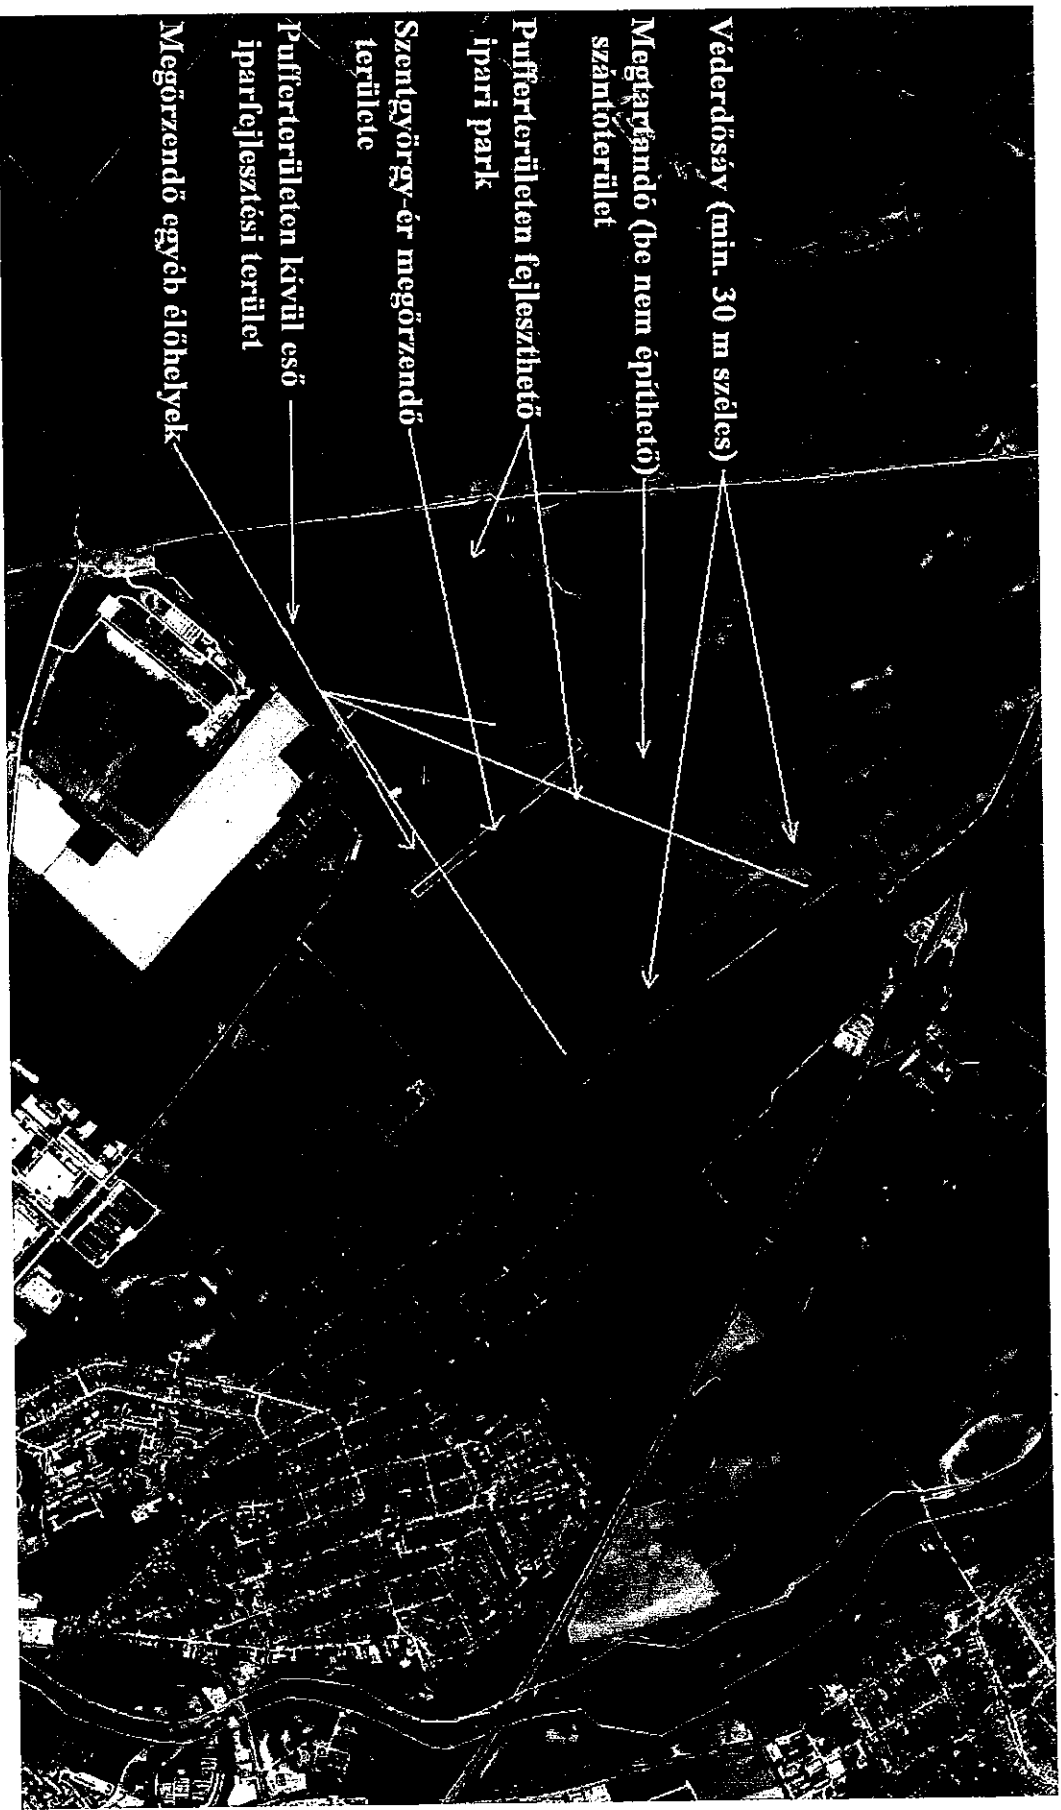 Véderdősáv (min. 30 m széles)
Megtartandó (be nem építhető)
szántóterület
Pufferterületen fejleszthető
ipari park
Szentgyörgy-ér megőrzendő
területe
Pufferterületen kívül eső
iparfejlesztési terület
Megőrzendő egyéb élőhelyek